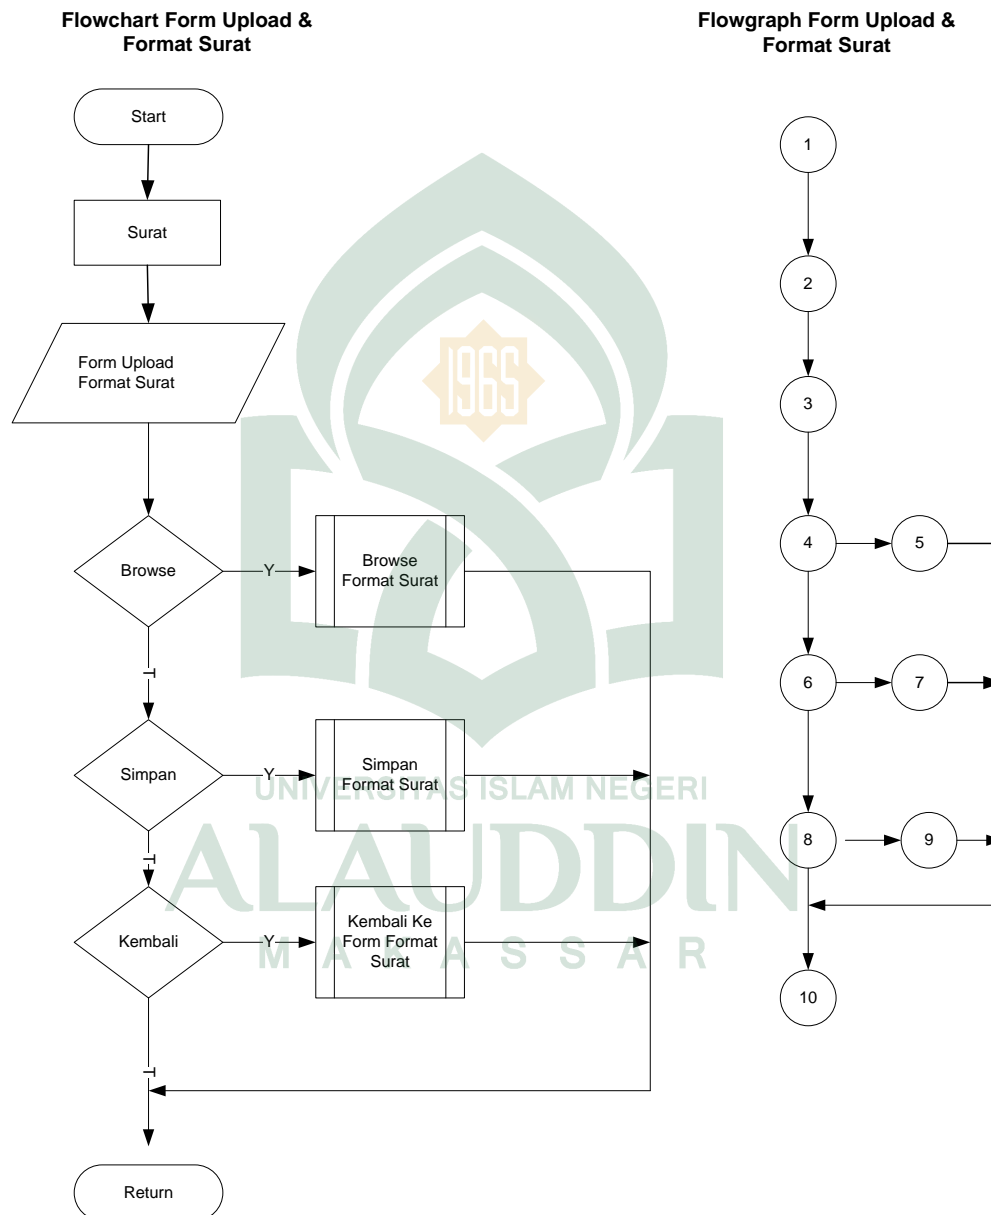 Flowchart Form Upload &
Format Surat
Start
Surat
Form Upload
Format Surat
Browse
Y
Browse
Format Surat
T
Simpan
Y
Simpan
Format Surat
T
Kembali
Y
Kembali Ke
Form Format
Surat
T
Return
Flowgraph Form Upload &
Format Surat
1
2
3
4
5
6
7
8
9
10
1965
UNIVERSITAS ISLAM NEGERI
ALAUDDIN
MAKASSAR